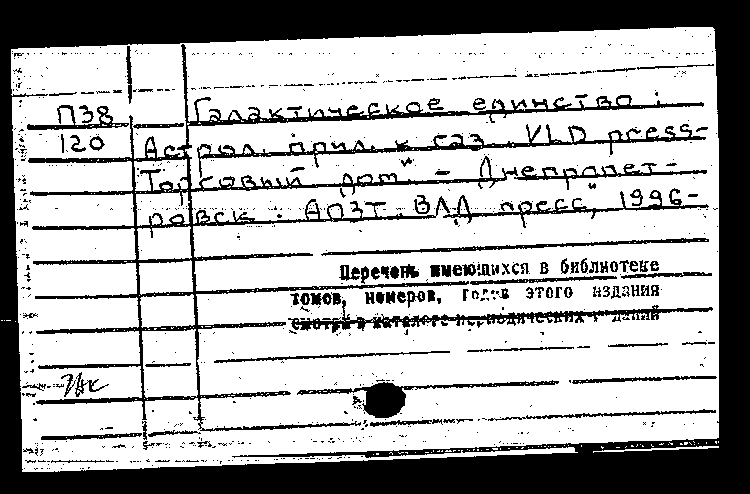 П38 Галактическое единство :
120 Астрол. прил. к газ. „VLD press-
Торговый дом". – Днепропет-
ровск : АОЗТ „ВЛД пресс", 1996-
Перечень имеющихся в библиотеке
томов, номеров, годов этого издания
смотри в каталоге периодических изданий